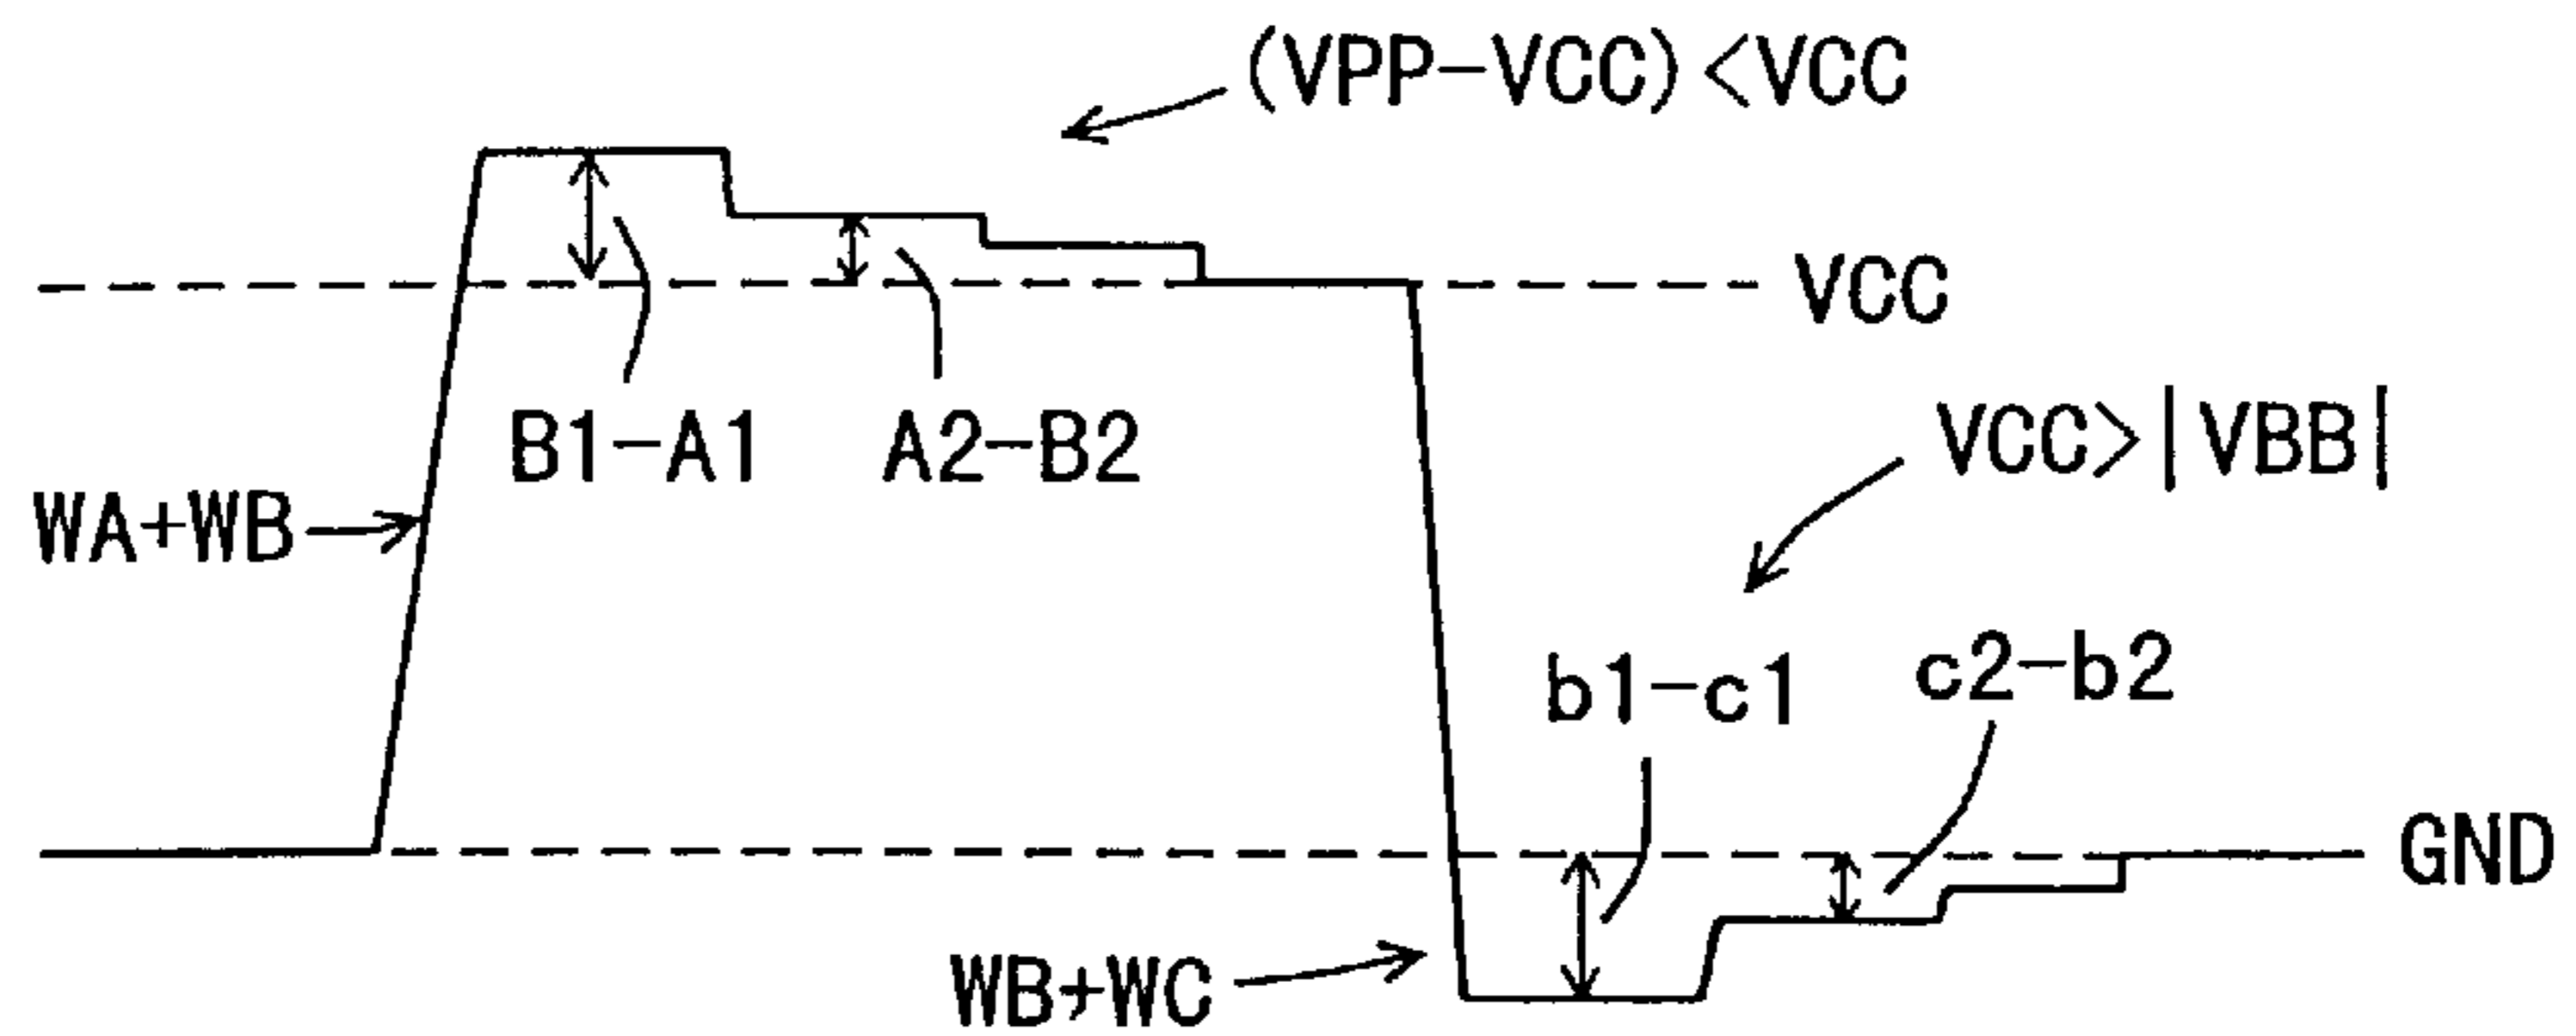 (VPP-VCC)<VCC
VCC
B1-A1
A2-B2
VCC>|VBB|
WA+WB
b1-c1
c2-b2
GND
WB+WC